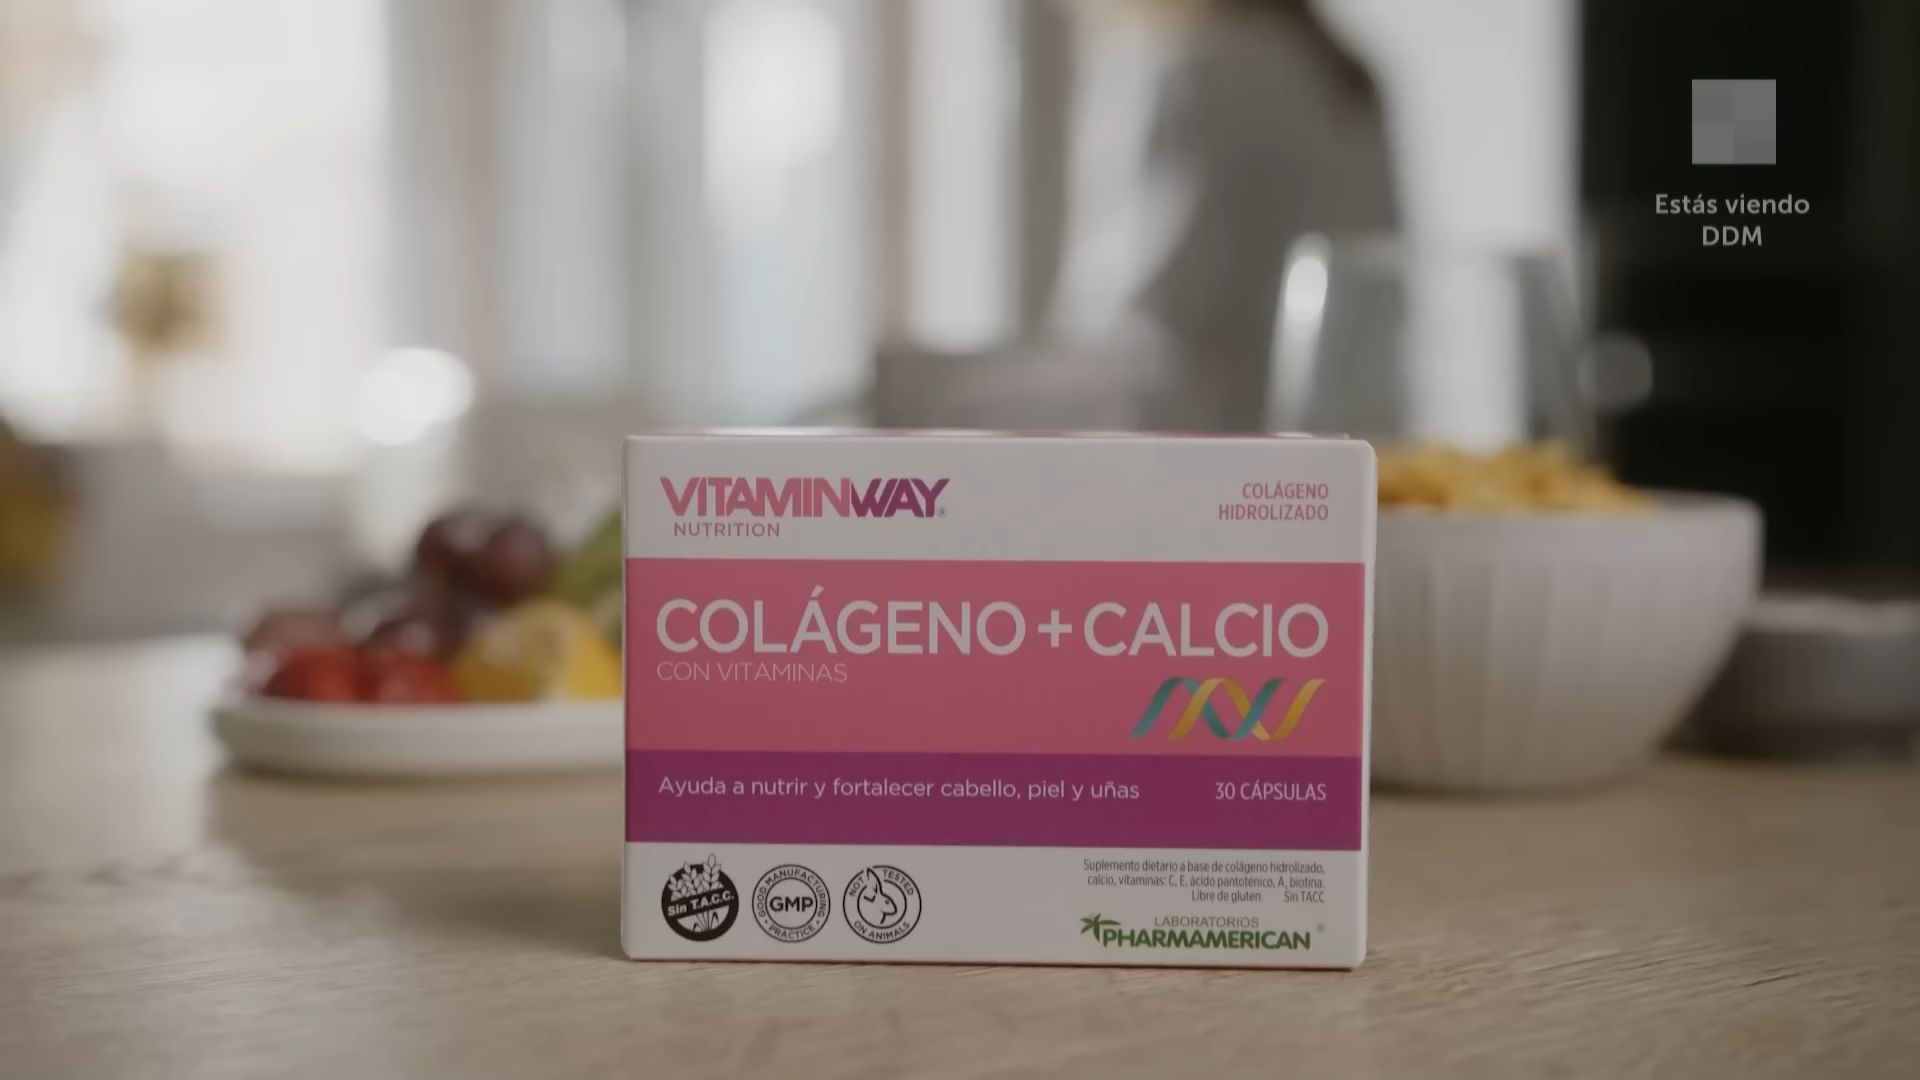 Estás viendo
DDM
VITAMINWAY®
NUTRITION
COLÁGENO
HIDROLIZADO
COLÁGENO + CALCIO
CON VITAMINAS
Ayuda a nutrir y fortalecer cabello, piel y uñas
30 CÁPSULAS
Sin T.A.C.C.
GOOD MANUFACTURING
GMP
PRACTICE
NOT TESTED
ON ANIMALS
Suplemento dietario a base de colágeno hidrolizado,
calcio, vitaminas: C, E, ácido pantoténico, A, biotina.
Libre de gluten. Sin TACC
LABORATORIOS
PHARMAMERICAN®